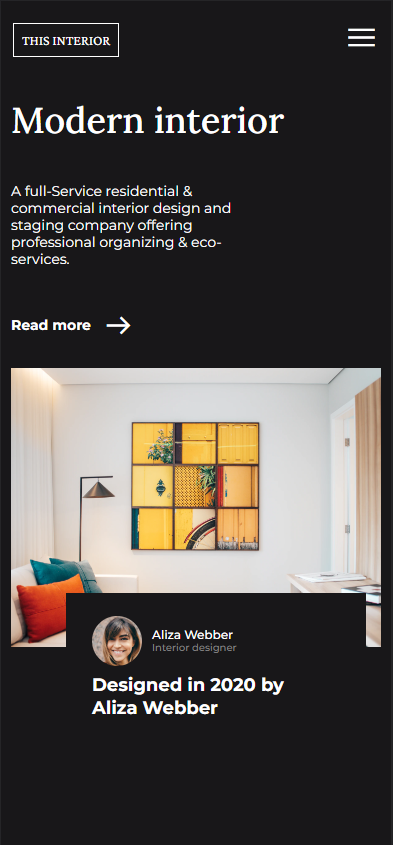 THIS INTERIOR
Modern interior
A full-Service residential &
commercial interior design and
staging company offering
professional organizing & eco-
services.
Read more
Aliza Webber
Interior designer
Designed in 2020 by
Aliza Webber